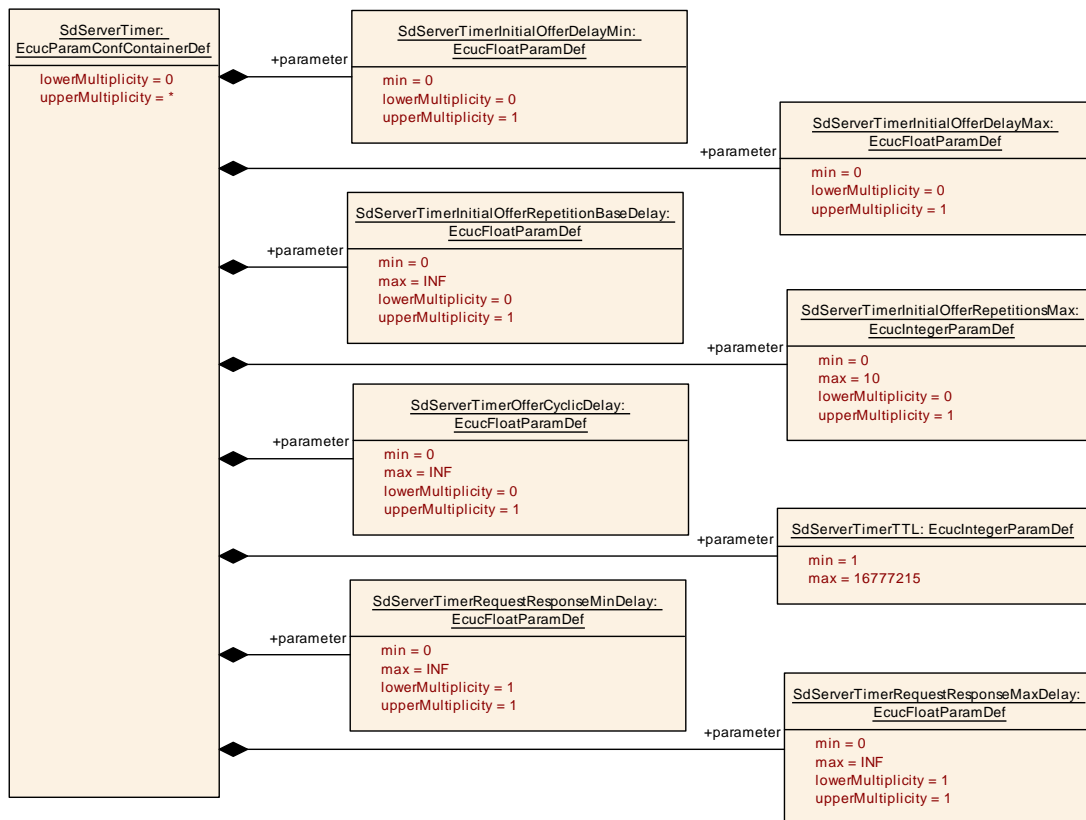 SdServerTimer:
EcucParamConfContainerDef
lowerMultiplicity = 0
upperMultiplicity = *
+parameter
SdServerTimerInitialOfferDelayMin:
EcucFloatParamDef
min = 0
lowerMultiplicity = 0
upperMultiplicity = 1
+parameter
SdServerTimerInitialOfferDelayMax:
EcucFloatParamDef
min = 0
lowerMultiplicity = 0
upperMultiplicity = 1
+parameter
SdServerTimerInitialOfferRepetitionBaseDelay:
EcucFloatParamDef
min = 0
max = INF
lowerMultiplicity = 0
upperMultiplicity = 1
+parameter
SdServerTimerInitialOfferRepetitionsMax:
EcucIntegerParamDef
min = 0
max = 10
lowerMultiplicity = 0
upperMultiplicity = 1
+parameter
SdServerTimerOfferCyclicDelay:
EcucFloatParamDef
min = 0
max = INF
lowerMultiplicity = 0
upperMultiplicity = 1
+parameter
SdServerTimerTTL: EcucIntegerParamDef
min = 1
max = 16777215
+parameter
SdServerTimerRequestResponseMinDelay:
EcucFloatParamDef
min = 0
max = INF
lowerMultiplicity = 1
upperMultiplicity = 1
+parameter
SdServerTimerRequestResponseMaxDelay:
EcucFloatParamDef
min = 0
max = INF
lowerMultiplicity = 1
upperMultiplicity = 1